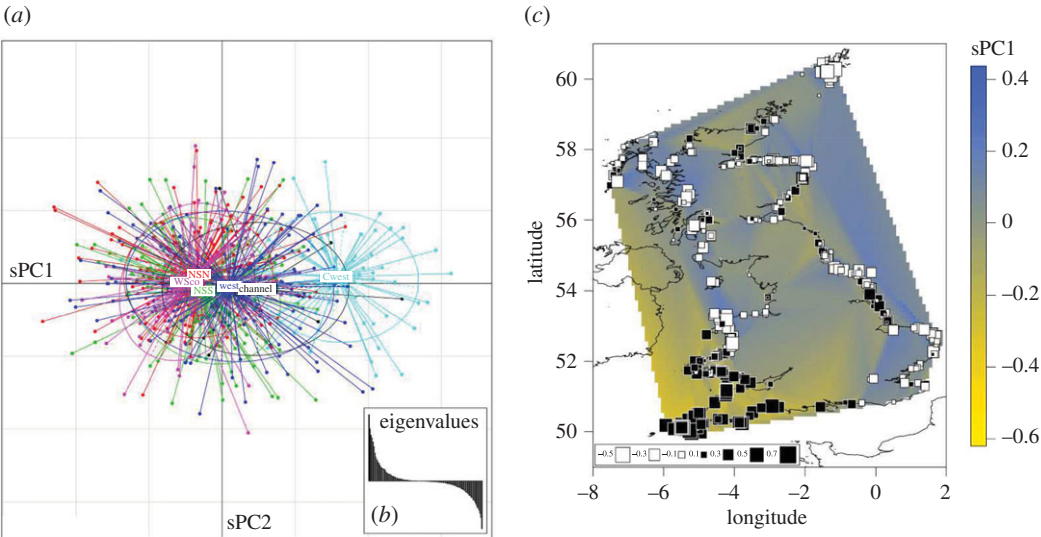 (a)
sPC1
NSN
WSco
NSS
west
channel
Cwest
sPC2
eigenvalues
(b)
(c)
sPC1
latitude
60
58
56
54
52
50
-0.5 -0.3 -0.1 0.1 0.3 0.5 0.7
–8 –6 –4 –2 0 2
longitude
0.4
0.2
0
–0.2
–0.4
–0.6